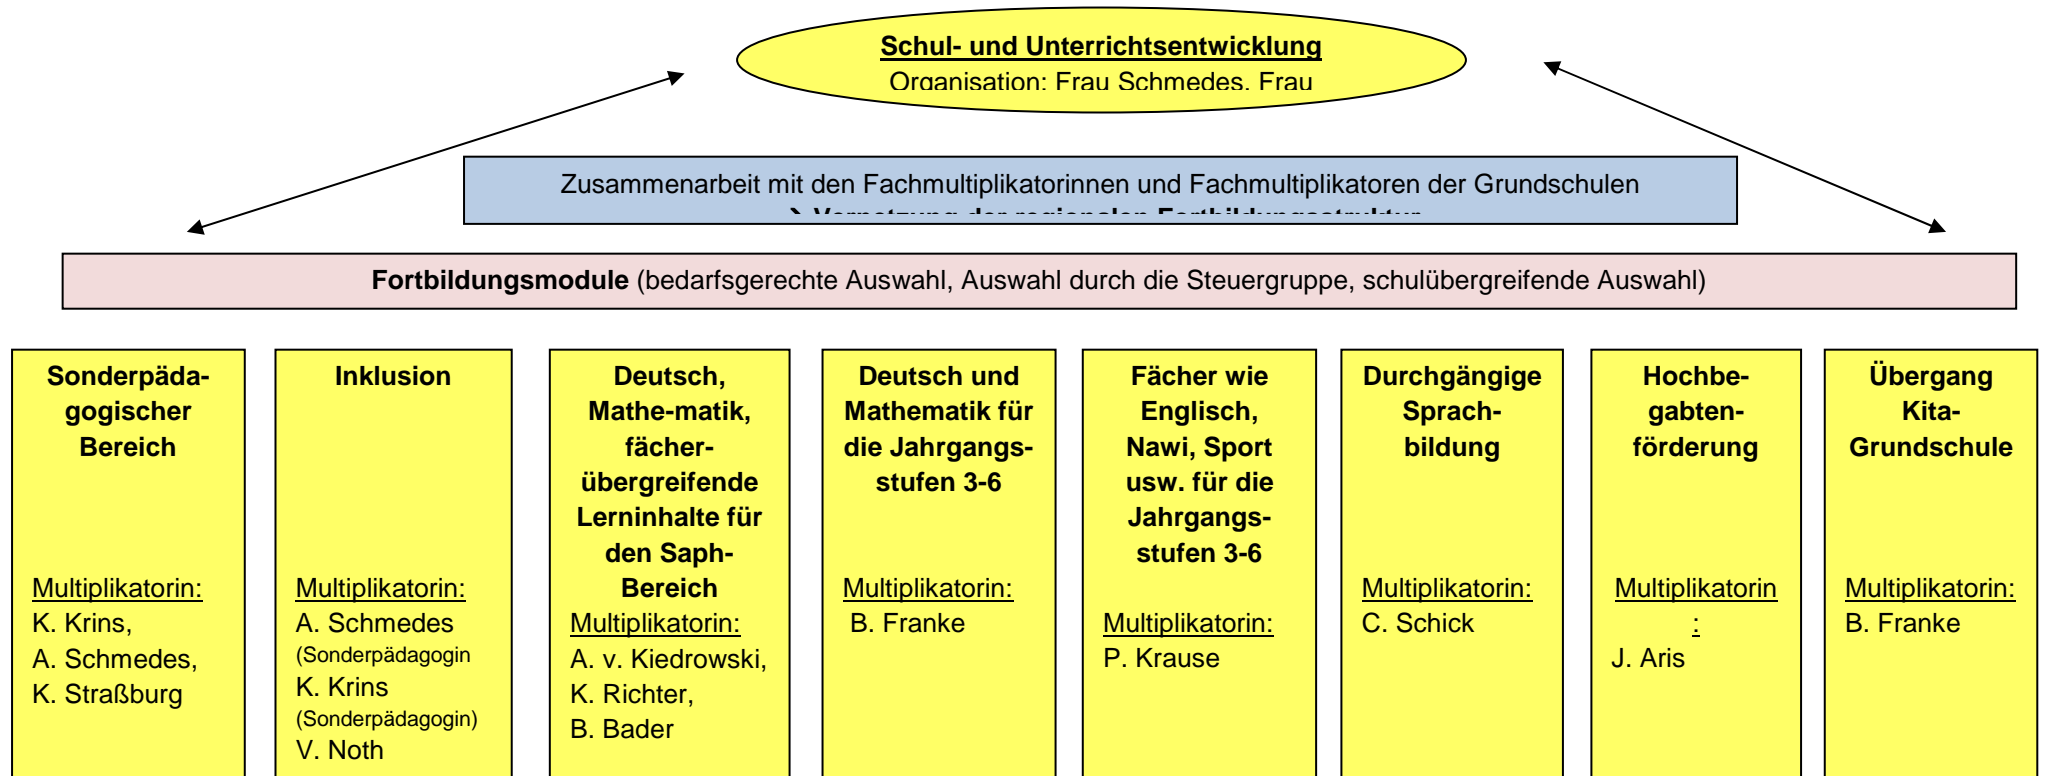 Schul- und Unterrichtsentwicklung
Organisation: Frau Schmedes, Frau
Zusammenarbeit mit den Fachmultiplikatorinnen und Fachmultiplikatoren der Grundschulen
→ Vernetzung der regionalen Fortbildungsstruktur
Fortbildungsmodule (bedarfsgerechte Auswahl, Auswahl durch die Steuergruppe, schulübergreifende Auswahl)
Sonderpäda-
gogischer
Bereich
Multiplikatorin:
K. Krins,
A. Schmedes,
K. Straßburg
Inklusion
Multiplikatorin:
A. Schmedes
(Sonderpädagogin
K. Krins
(Sonderpädagogin)
V. Noth
Deutsch,
Mathe-matik,
fächer-
übergreifende
Lerninhalte für
den Saph-
Bereich
Multiplikatorin:
A. v. Kiedrowski,
K. Richter,
B. Bader
Deutsch und
Mathematik für
die Jahrgangs-
stufen 3-6
Multiplikatorin:
B. Franke
Fächer wie
Englisch,
Nawi, Sport
usw. für die
Jahrgangs-
stufen 3-6
Multiplikatorin:
P. Krause
Durchgängige
Sprach-
bildung
Multiplikatorin:
C. Schick
Hochbe-
gabten-
förderung
Multiplikatorin
:
J. Aris
Übergang
Kita-
Grundschule
Multiplikatorin:
B. Franke